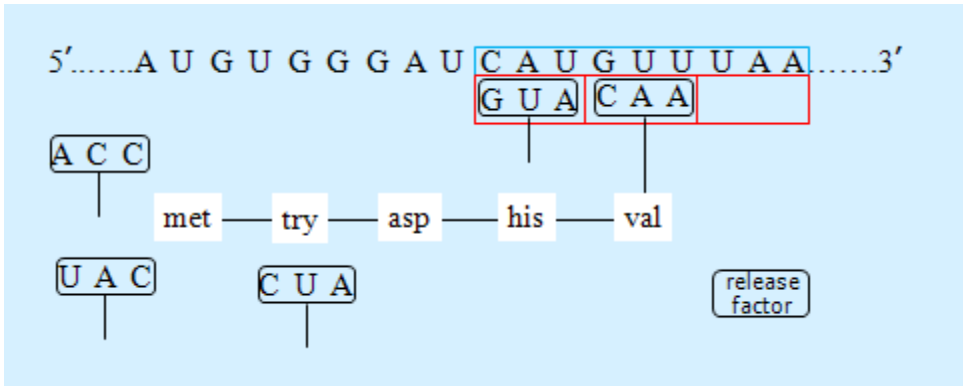 5′.......A U G U G G G A U C A U G U U U A A.......3′
G U A C A A
A C C
met try asp his val
U A C C U A
release
factor